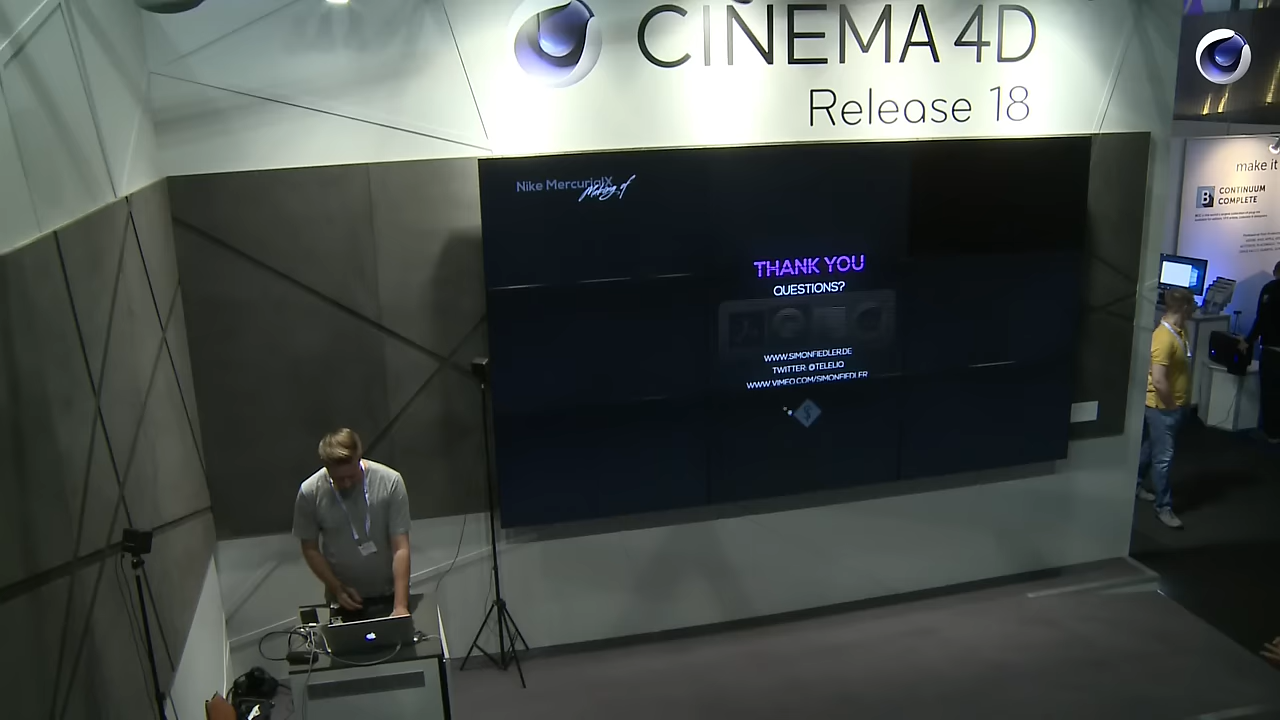 CINEMA 4D
Release 18
Nike MercurialX
Making of
THANK YOU
QUESTIONS?
WWW.SIMONFIEDLER.DE
TWITTER: @TELELIQ
WWW.VIMEO.COM/SIMONFIEDLER
make it
CONTINUUM
COMPLETE